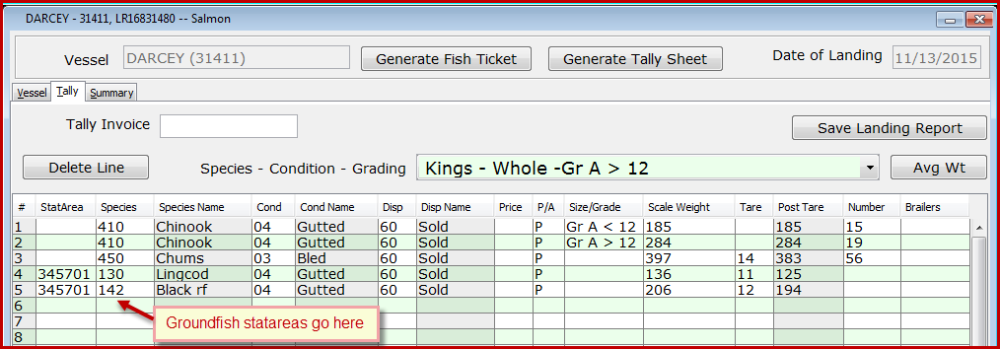 DARCEY - 31411, LR16831480 -- Salmon
Vessel DARCEY (31411) Generate Fish Ticket Generate Tally Sheet Date of Landing 11/13/2015
Vessel Tally Summary
Tally Invoice Save Landing Report
Delete Line Species - Condition - Grading Kings - Whole -Gr A > 12 Avg Wt
# StatArea Species Species Name Cond Cond Name Disp Disp Name Price P/A Size/Grade Scale Weight Tare Post Tare Number Brailers
1 410 Chinook 04 Gutted 60 Sold P Gr A < 12 185 185 15
2 410 Chinook 04 Gutted 60 Sold P Gr A > 12 284 284 19
3 450 Chums 03 Bled 60 Sold P 397 14 383 56
4 345701 130 Lingcod 04 Gutted 60 Sold P 136 11 125
5 345701 142 Black rf 04 Gutted 60 Sold P 206 12 194
6
7
8
Groundfish statareas go here